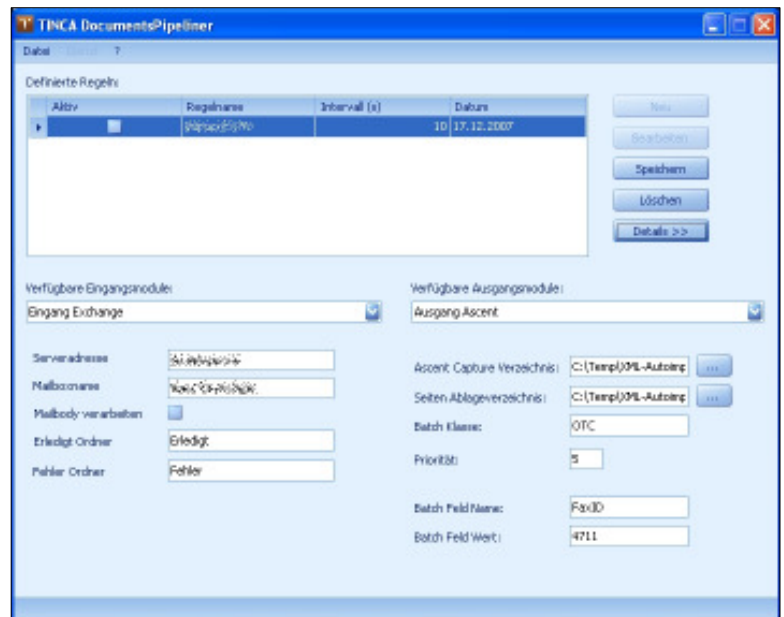 TINCA DocumentsPipeliner
Datei ?
Definierte Regeln:
Aktiv Regelname Intervall (s) Datum
10 17.12.2007
Neu
Bearbeiten
Speichern
Löschen
Details >>
Verfügbare Eingangsmodule: Verfügbare Ausgangsmodule:
Eingang Exchange Ausgang Ascent
Serveradresse
Mailboxname
Mailbody verarbeiten
Erledigt Ordner Erledigt
Fehler Ordner Fehler
Ascent Capture Verzeichnis: C:\Temp\XML-Autoimp ...
Seiten Ablageverzeichnis: C:\Temp\XML-Autoimp ...
Batch Klasse: OTC
Priorität: 5
Batch Feld Name: FaxID
Batch Feld Wert: 4711